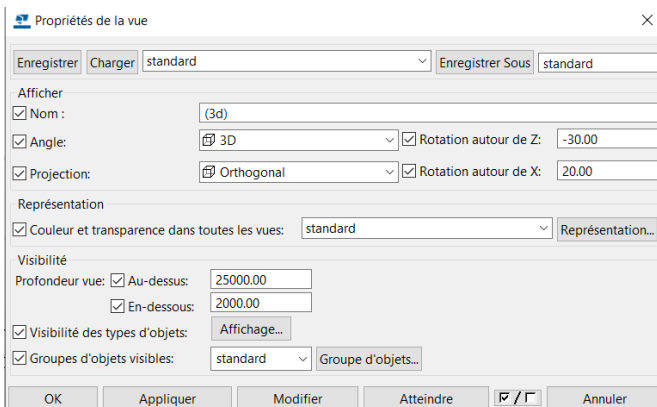 Propriétés de la vue
Enregistrer Charger standard Enregistrer Sous standard
Afficher
Nom : (3d)
Angle: 3D Rotation autour de Z: -30.00
Projection: Orthogonal Rotation autour de X: 20.00
Représentation
Couleur et transparence dans toutes les vues: standard Représentation...
Visibilité
Profondeur vue: Au-dessus: 25000.00
En-dessous: 2000.00
Visibilité des types d'objets: Affichage...
Groupes d'objets visibles: standard Groupe d'objets...
OK Appliquer Modifier Atteindre / Annuler